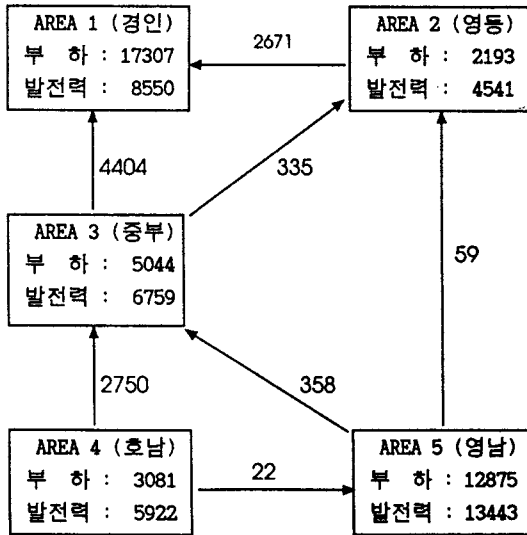 AREA 1 (경인)
부 하 : 17307
발전력 : 8550
2671
AREA 2 (영동)
부 하 : 2193
발전력 : 4541
4404
335
AREA 3 (중부)
부 하 : 5044
발전력 : 6759
59
2750
358
AREA 4 (호남)
부 하 : 3081
발전력 : 5922
22
AREA 5 (영남)
부 하 : 12875
발전력 : 13443